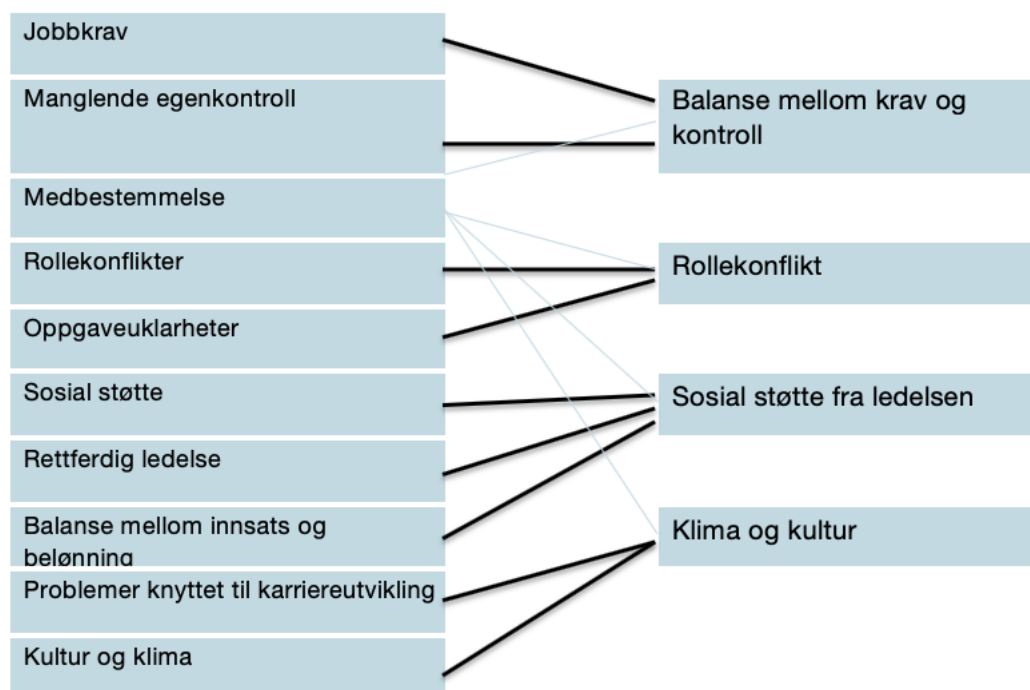 Jobbkrav
Manglende egenkontroll
Medbestemmelse
Rollekonflikter
Oppgaveuklarheter
Sosial støtte
Rettferdig ledelse
Balanse mellom innsats og
belønning
Problemer knyttet til karriereutvikling
Kultur og klima
Balanse mellom krav og
kontroll
Rollekonflikt
Sosial støtte fra ledelsen
Klima og kultur